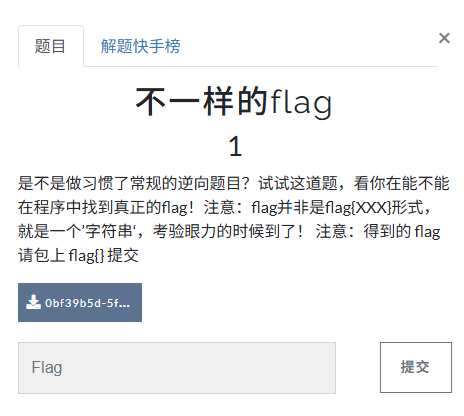 题目 解题快手榜 ×
不一样的flag
1
是不是做习惯了常规的逆向题目？试试这道题，看你在能不能
在程序中找到真正的flag！注意：flag并非是flag{XXX}形式，
就是一个’字符串‘，考验眼力的时候到了！ 注意：得到的 flag
请包上 flag{} 提交
0bf39b5d-5f...
Flag 提交